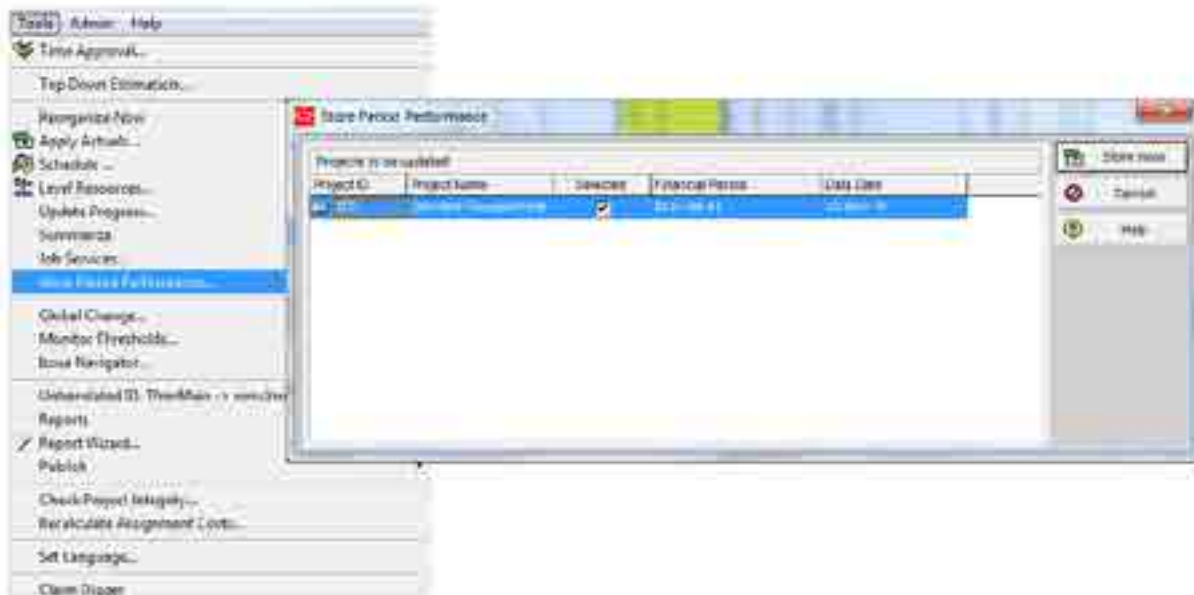 Tools Admin Help
Time Approval...
Top Down Estimation...
Reorganize Now
Apply Actuals...
Schedule ...
Level Resources...
Update Progress...
Summarize
Job Services...
Store Period Performance...
Global Change...
Monitor Thresholds...
Issue Navigator...
Reports
Report Wizard...
Publish
Check Project Integrity...
Recalculate Assignment Costs...
Set Language...
Claim Digger
Store Period Performance
Projects to be updated
Project ID Project Name Selected Financial Period Data Date
Store Now
Cancel
Help